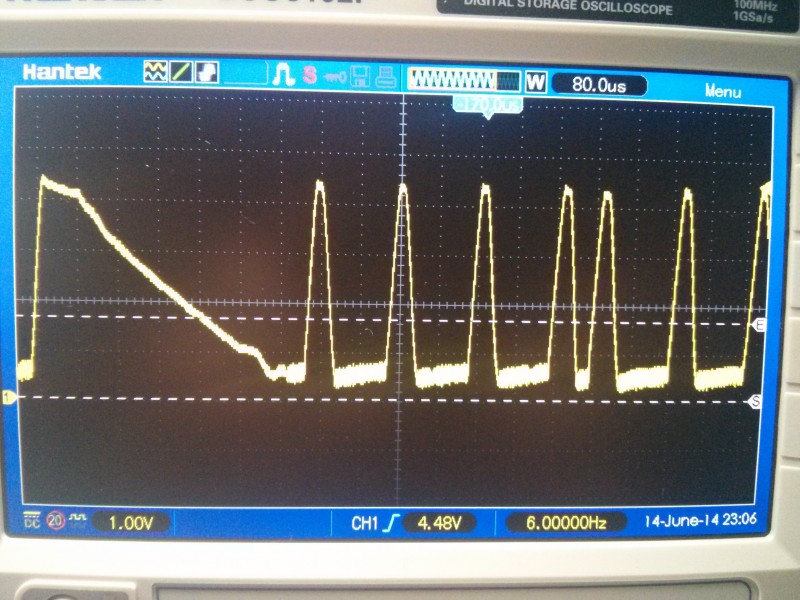 DIGITAL STORAGE OSCILLOSCOPE
100MHz
1GSa/s
Hantek
S
W
80.0us
Menu
-170.0us
E
1
S
DC
20
1.00V
CH1
4.48V
6.00000Hz
14-June-14 23:06